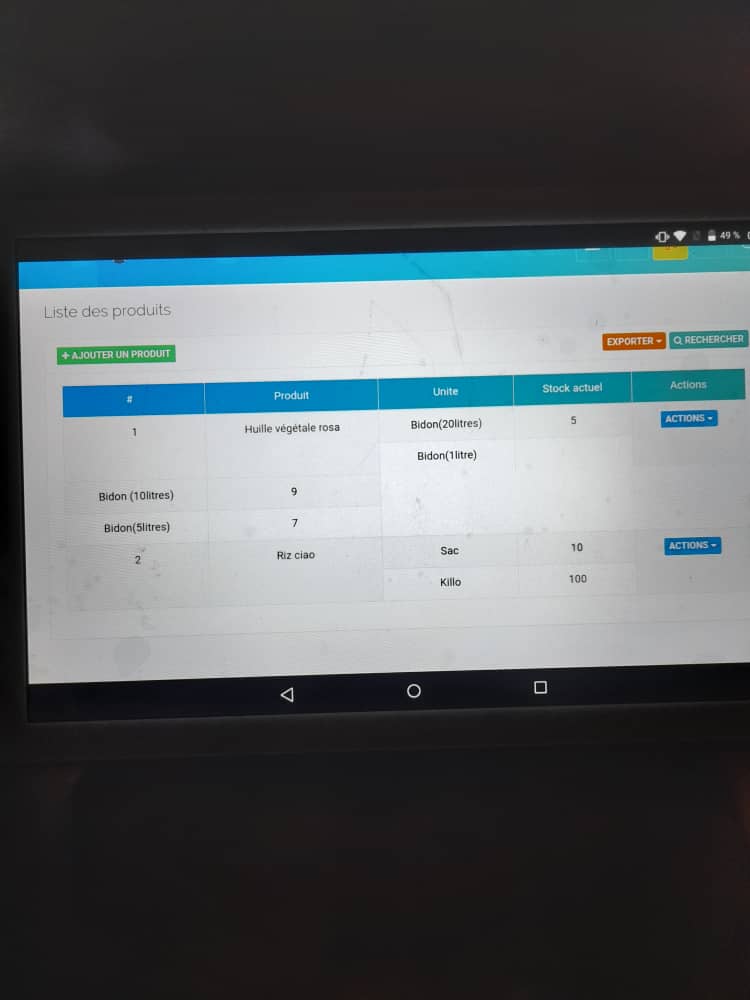 49 %
Liste des produits
+ AJOUTER UN PRODUIT
EXPORTER
RECHERCHER
# Produit Unite Stock actuel Actions
1 Huille végétale rosa Bidon(20litres) 5 ACTIONS
Bidon(1litre)
Bidon (10litres) 9
Bidon(5litres) 7
2 Riz ciao Sac 10 ACTIONS
Killo 100